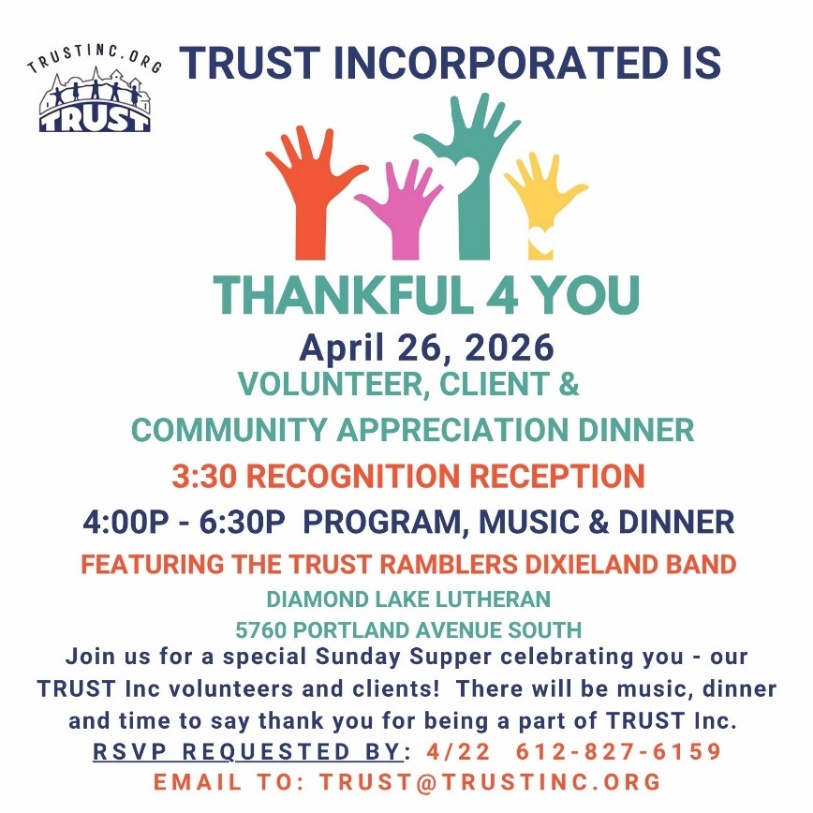 TRUSTINC.ORG
TRUST
TRUST INCORPORATED IS
THANKFUL 4 YOU
April 26, 2026
VOLUNTEER, CLIENT &
COMMUNITY APPRECIATION DINNER
3:30 RECOGNITION RECEPTION
4:00P - 6:30P PROGRAM, MUSIC & DINNER
FEATURING THE TRUST RAMBLERS DIXIELAND BAND
DIAMOND LAKE LUTHERAN
5760 PORTLAND AVENUE SOUTH
Join us for a special Sunday Supper celebrating you - our
TRUST Inc volunteers and clients! There will be music, dinner
and time to say thank you for being a part of TRUST Inc.
RSVP REQUESTED BY: 4/22 612-827-6159
EMAIL TO: TRUST@TRUSTINC.ORG